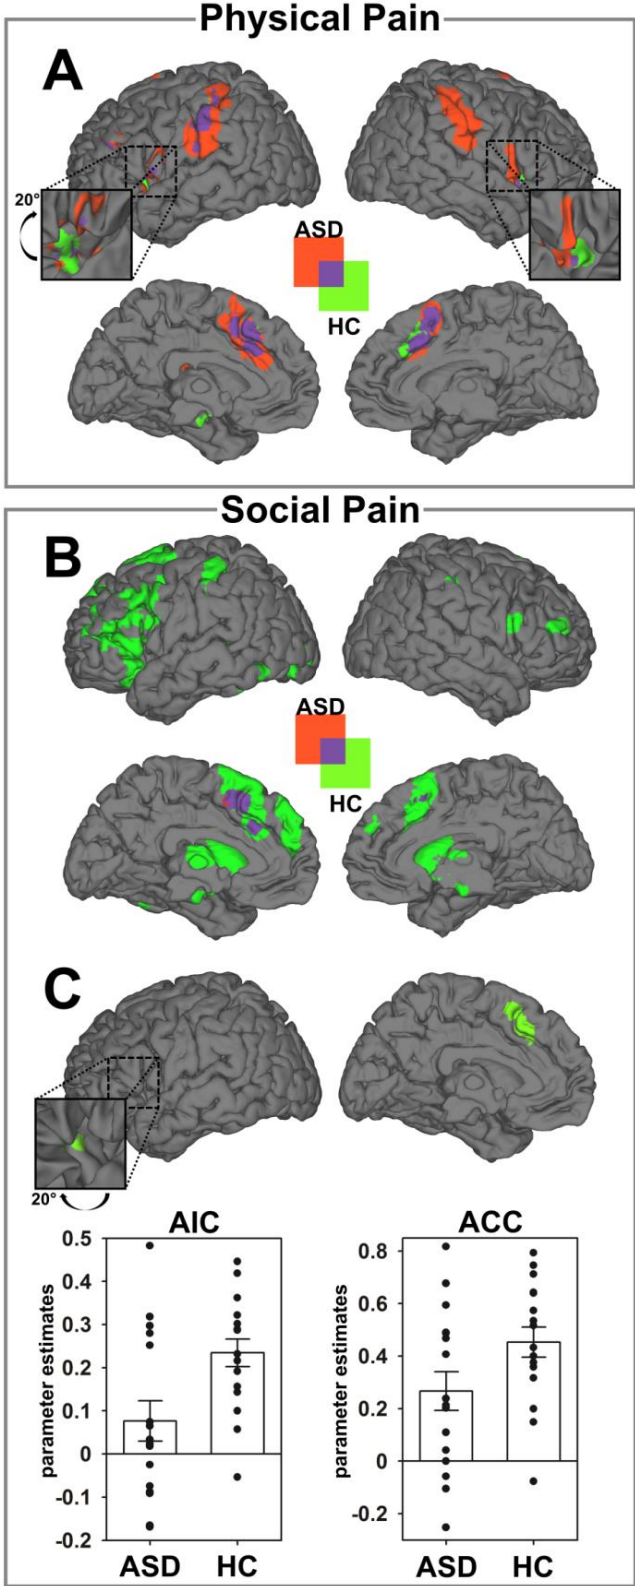 Physical Pain
A
20°
ASD
HC
Social Pain
B
ASD
HC
C
20°
AIC
ACC
parameter estimates
0.5
0.4
0.3
0.2
0.1
0
-0.1
-0.2
ASD HC
parameter estimates
0.8
0.6
0.4
0.2
0
-0.2
ASD HC